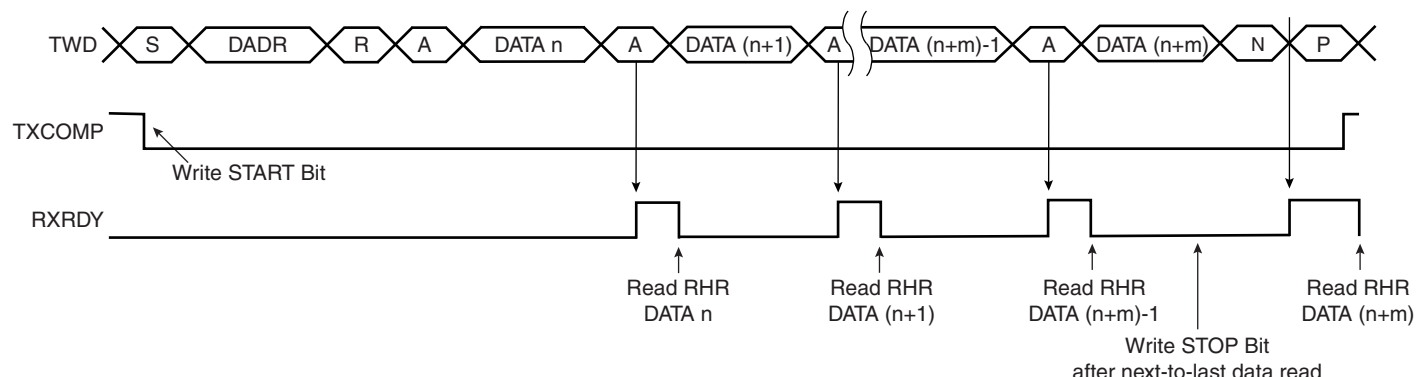 TWD S DADR R A DATA n A DATA (n+1) A DATA (n+m)-1 A DATA (n+m) N P
TXCOMP
Write START Bit
RXRDY
Read RHR Read RHR Read RHR Read RHR
DATA n DATA (n+1) DATA (n+m)-1 DATA (n+m)
Write STOP Bit
after next-to-last data read